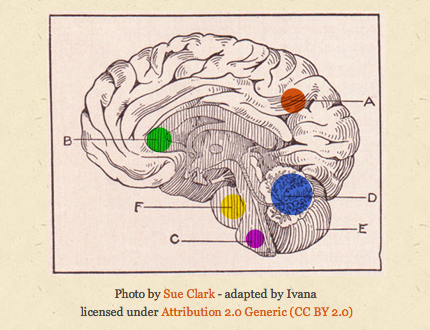 A
B
D
F
E
C
Photo by Sue Clark - adapted by Ivana
licensed under Attribution 2.0 Generic (CC BY 2.0)